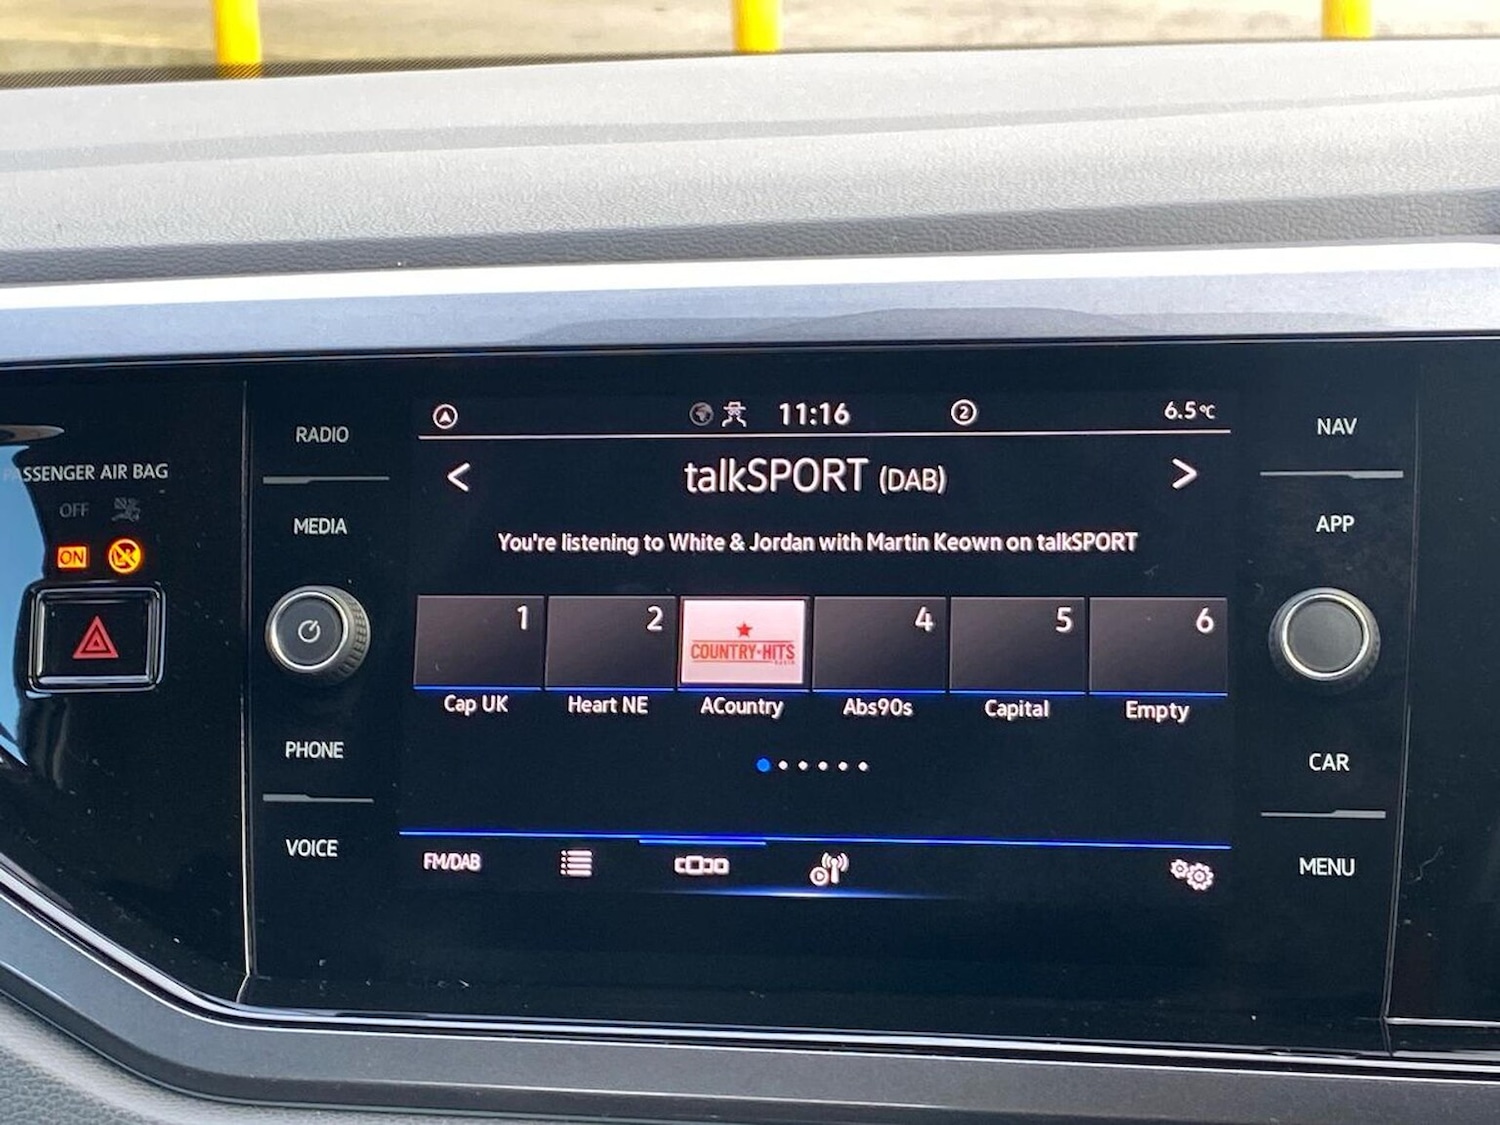 RADIO
MEDIA
PHONE
VOICE
PASSENGER AIR BAG
OFF
ON
11:16
2
6.5°C
<
talkSPORT (DAB)
>
You're listening to White & Jordan with Martin Keown on talkSPORT
1
2
COUNTRY HITS
RADIO
4
5
6
Cap UK
Heart NE
ACountry
Abs90s
Capital
Empty
FM/DAB
NAV
APP
CAR
MENU